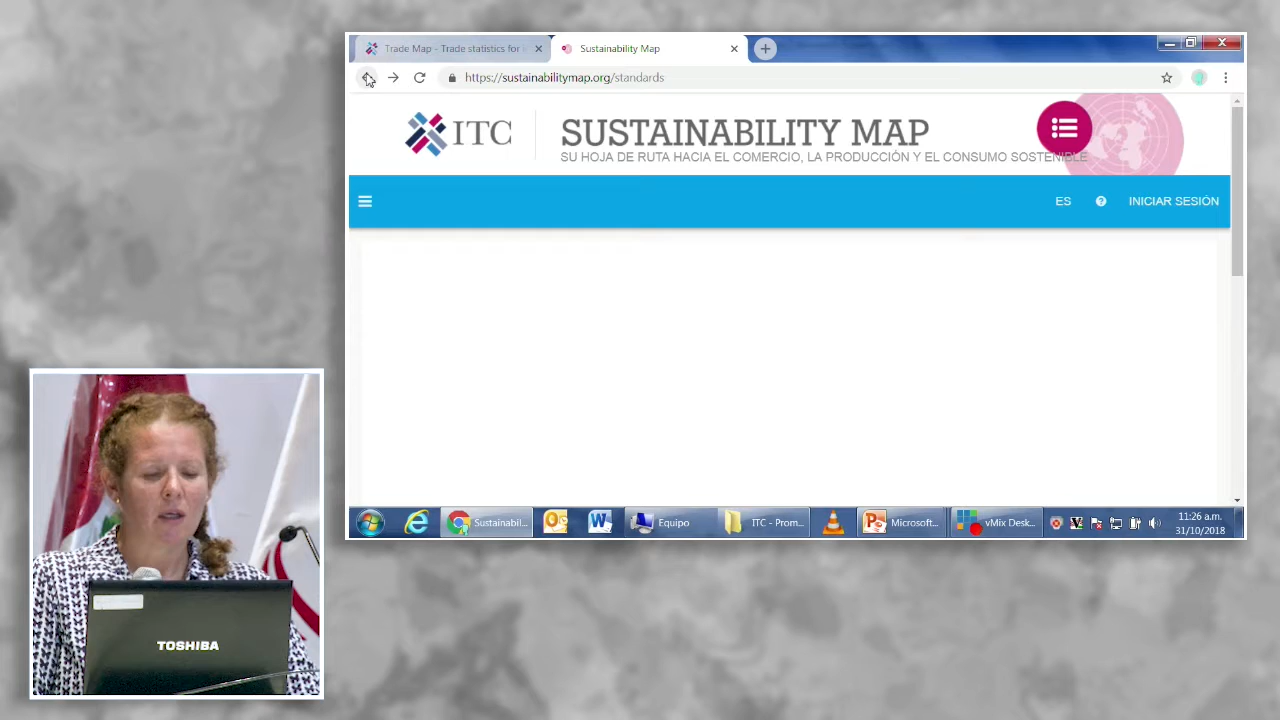 Trade Map - Trade statistics for
Sustainability Map
https://sustainabilitymap.org/standards
ITC
SUSTAINABILITY MAP
SU HOJA DE RUTA HACIA EL COMERCIO, LA PRODUCCIÓN Y EL CONSUMO SOSTENIBLE
ES
INICIAR SESIÓN
Sustainabil...
Equipo
ITC - Prom...
Microsoft...
vMix Desk...
11:26 a.m.
31/10/2018
TOSHIBA